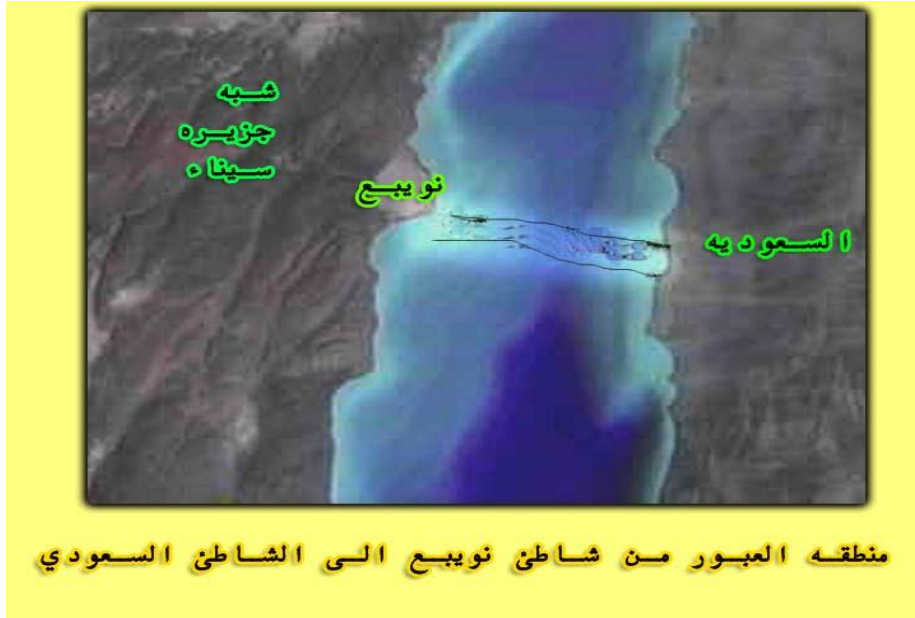 شبه
جزيره
سيناء
نويبع
السعوديه
منطقه العبور من شاطئ نويبع الى الشاطئ السعودي